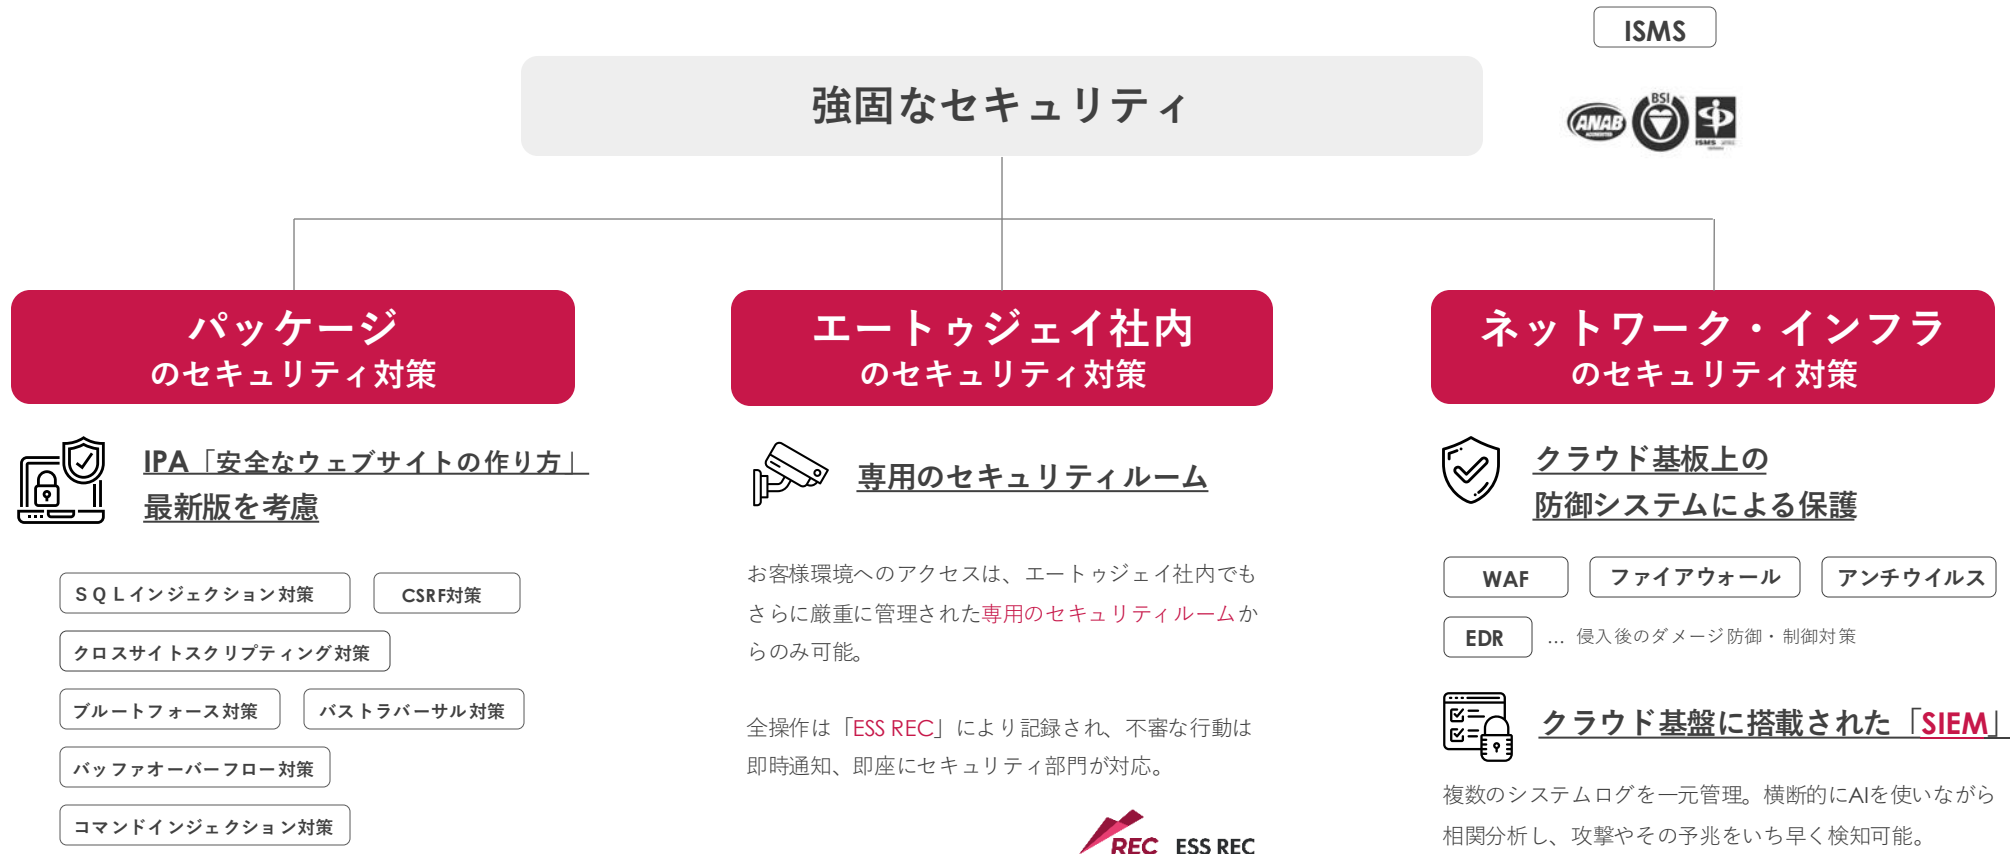 ISMS
強固なセキュリティ
ANAB
BSI
ISMS
パッケージ
のセキュリティ対策
IPA「安全なウェブサイトの作り方」
最新版を考慮
ＳＱＬインジェクション対策
CSRF対策
クロスサイトスクリプティング対策
ブルートフォース対策
バストラバーサル対策
バッファオーバーフロー対策
コマンドインジェクション対策
エートゥジェイ社内
のセキュリティ対策
専用のセキュリティルーム
お客様環境へのアクセスは、エートゥジェイ社内でも
さらに厳重に管理された専用のセキュリティルームか
らのみ可能。
全操作は「ESS REC」により記録され、不審な行動は
即時通知、即座にセキュリティ部門が対応。
REC ESS REC
ネットワーク・インフラ
のセキュリティ対策
クラウド基板上の
防御システムによる保護
WAF
ファイアウォール
アンチウイルス
EDR
… 侵入後のダメージ防御・制御対策
クラウド基盤に搭載された「SIEM」
複数のシステムログを一元管理。横断的にAIを使いながら
相関分析し、攻撃やその予兆をいち早く検知可能。